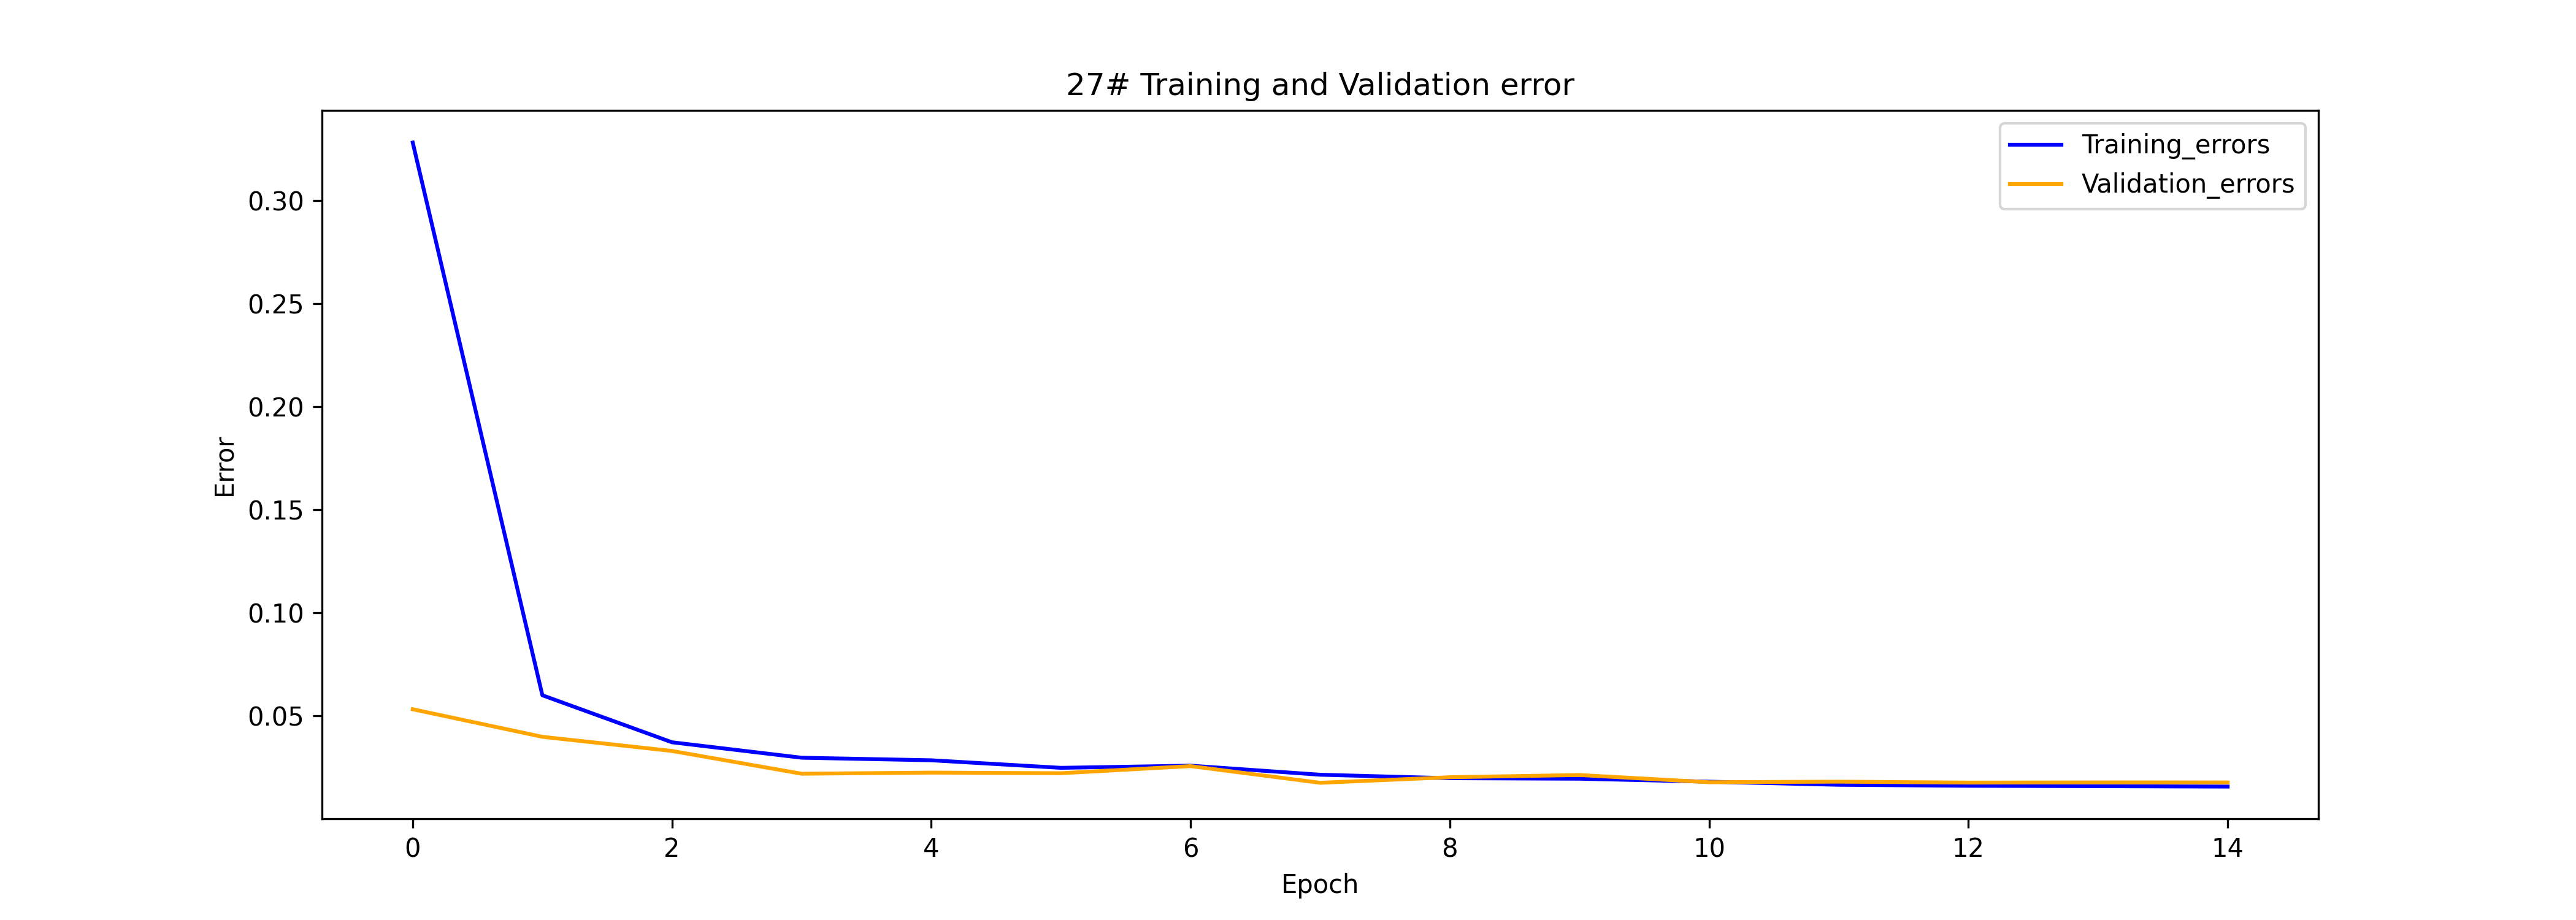 27# Training and Validation error
Training_errors
Validation_errors
0.30
0.25
0.20
0.15
0.10
0.05
Error
0
2
4
6
8
10
12
14
Epoch